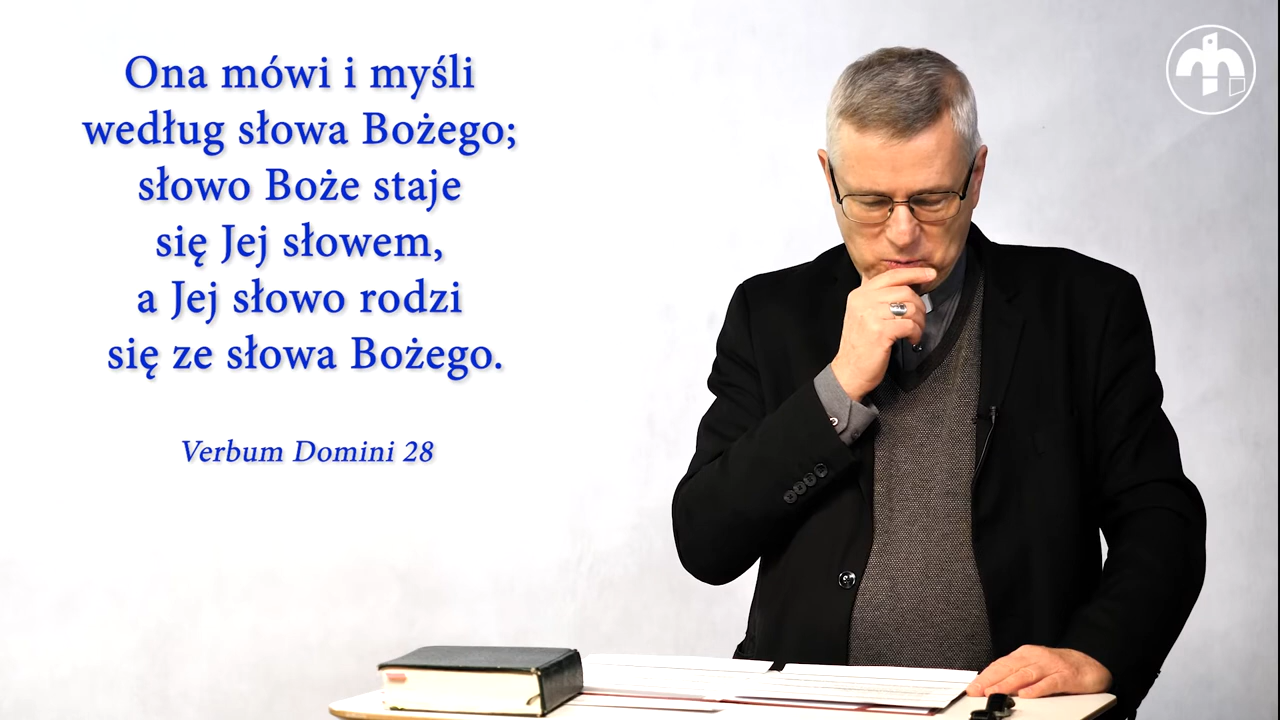 Ona mówi i myśli
według słowa Bożego;
słowo Boże staje
się Jej słowem,
a Jej słowo rodzi
się ze słowa Bożego.
Verbum Domini 28